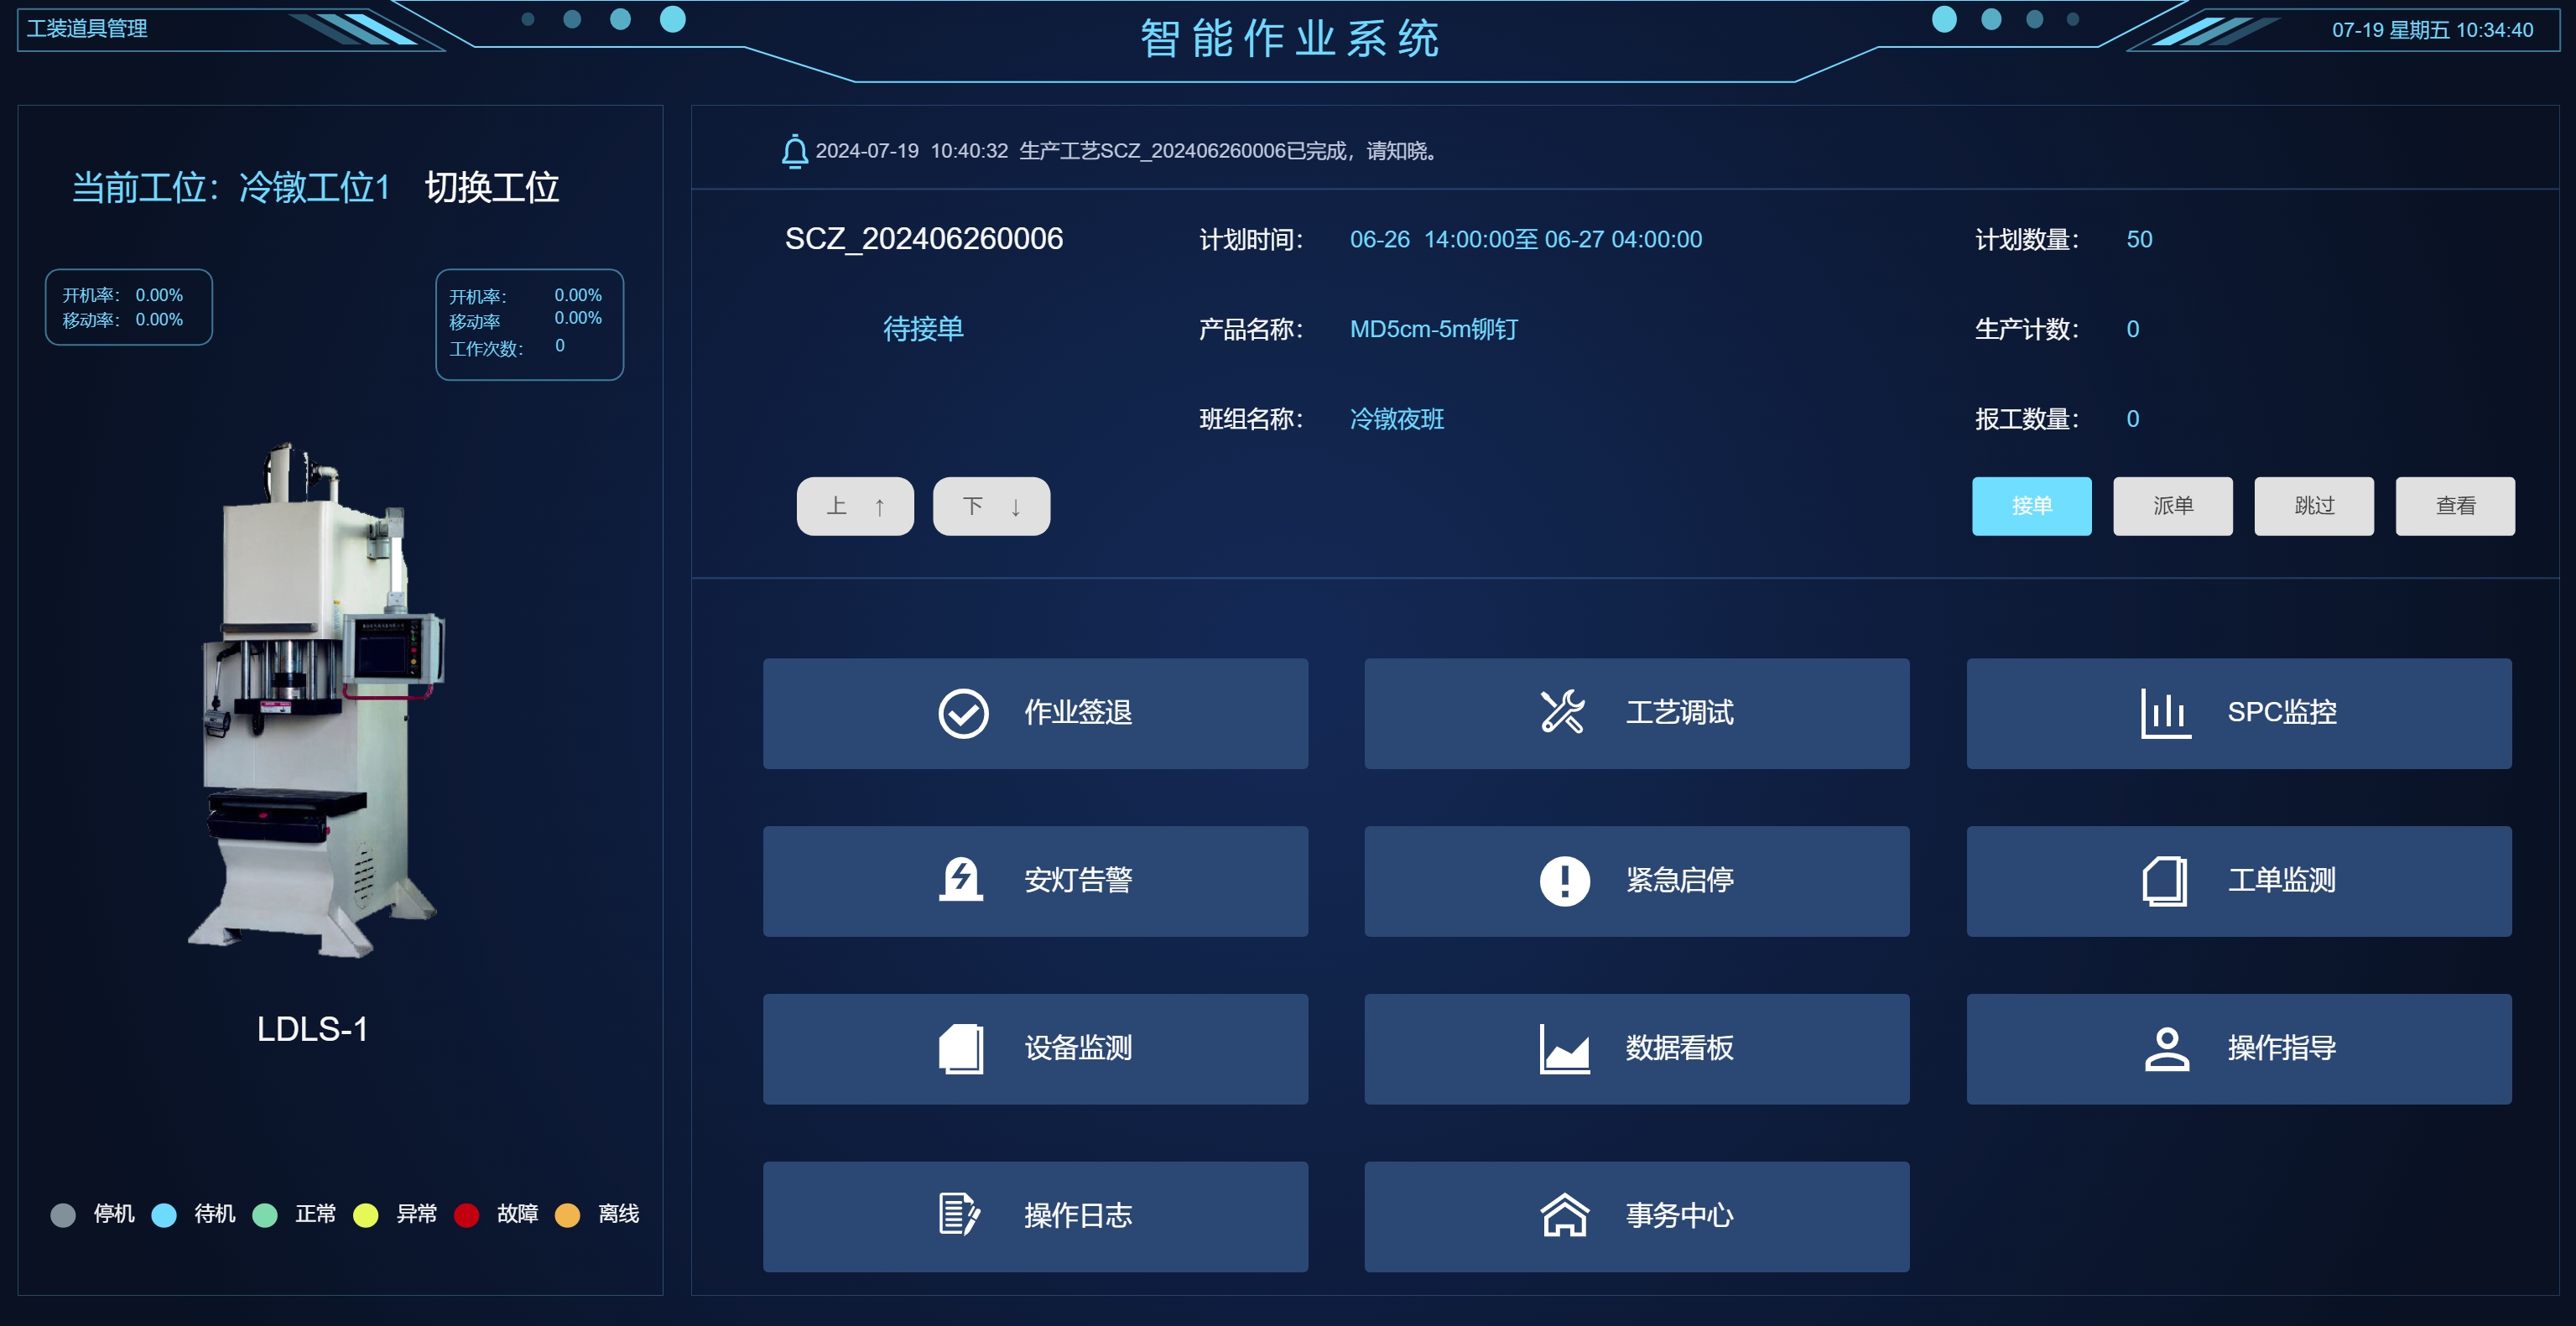 工装道具管理
智能作业系统
07-19 星期五 10:34:40
当前工位：冷镦工位1 切换工位
开机率： 0.00%
移动率： 0.00%
开机率： 0.00%
移动率 0.00%
工作次数： 0
LDLS-1
停机 待机 正常 异常 故障 离线
2024-07-19 10:40:32 生产工艺SCZ_202406260006已完成，请知晓。
SCZ_202406260006 计划时间： 06-26 14:00:00至 06-27 04:00:00 计划数量： 50
待接单 产品名称： MD5cm-5m铆钉 生产计数： 0
班组名称： 冷镦夜班 报工数量： 0
上 ↑ 下 ↓ 接单 派单 跳过 查看
作业签退 工艺调试 SPC监控
安灯告警 紧急启停 工单监测
设备监测 数据看板 操作指导
操作日志 事务中心